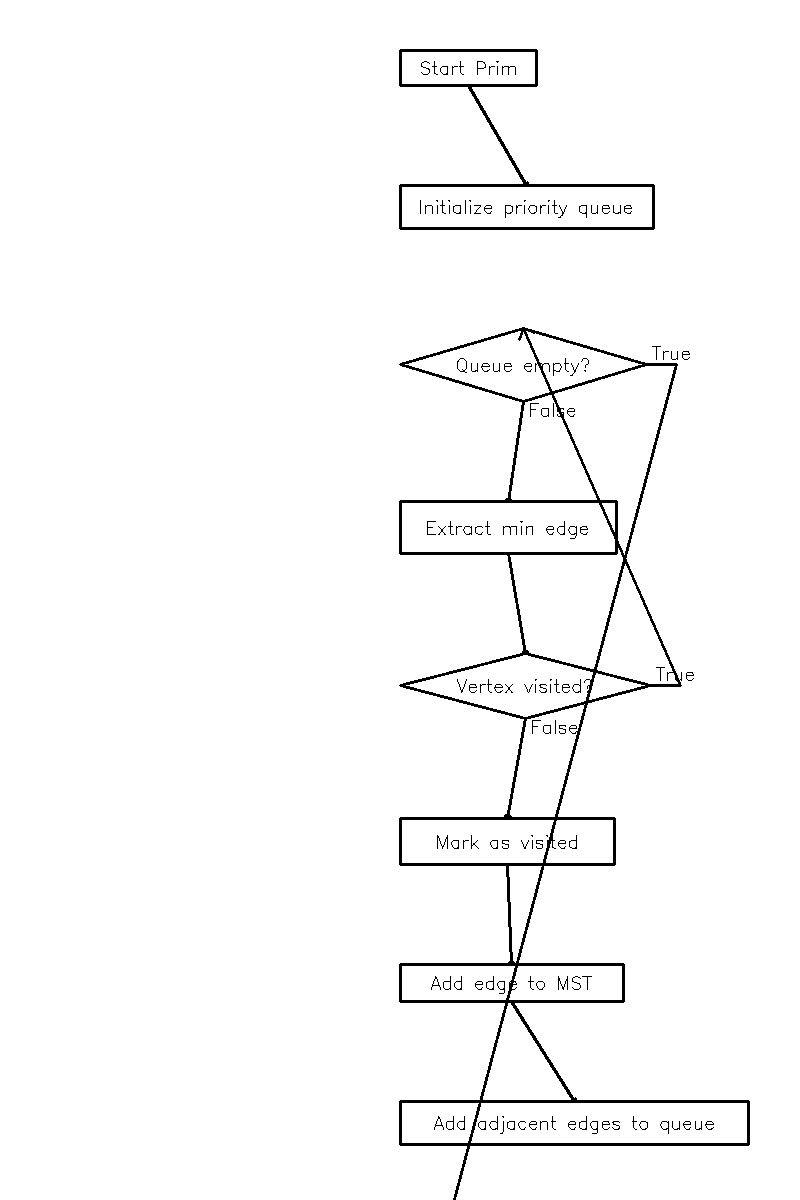 Start Prim
Initialize priority queue
True
Queue empty?
False
Extract min edge
True
Vertex visited?
False
Mark as visited
Add edge to MST
Add adjacent edges to queue